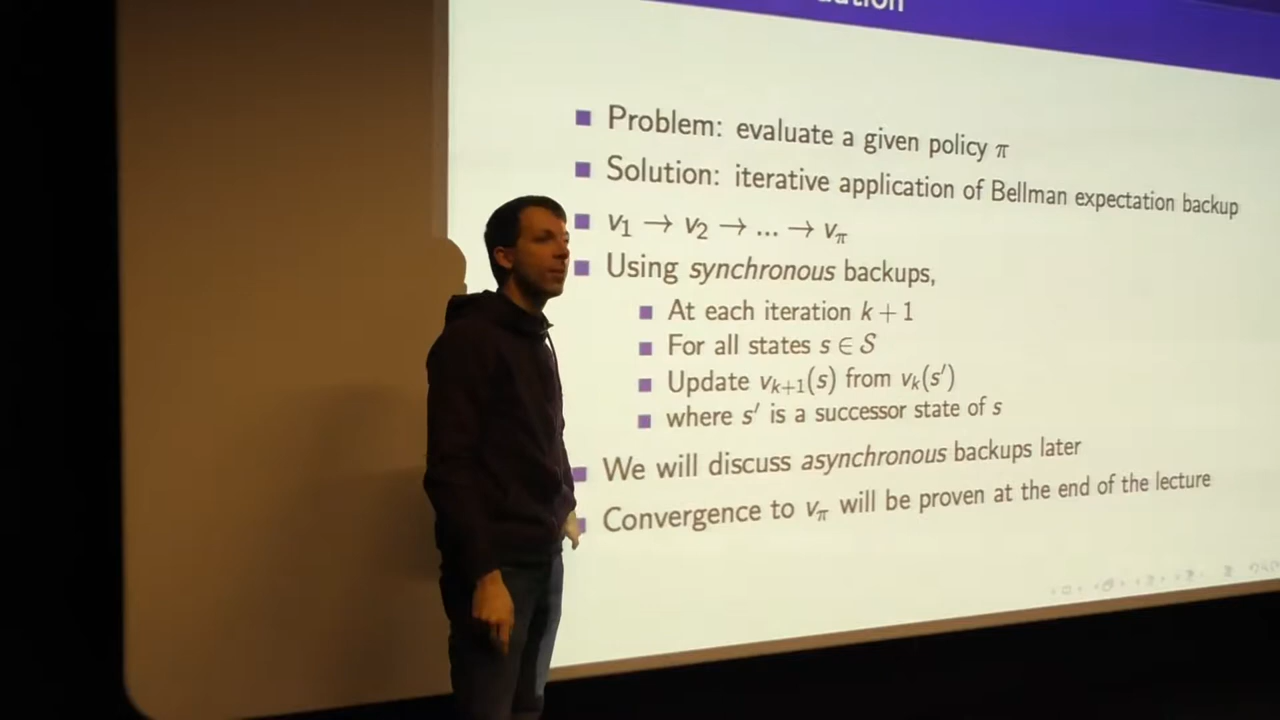 Problem: evaluate a given policy π
Solution: iterative application of Bellman expectation backup
v₁ → v₂ → ... → v_π
Using synchronous backups,
At each iteration k + 1
For all states s ∈ 𝒮
Update v_{k+1}(s) from v_k(s′)
where s′ is a successor state of s
We will discuss asynchronous backups later
Convergence to v_π will be proven at the end of the lecture